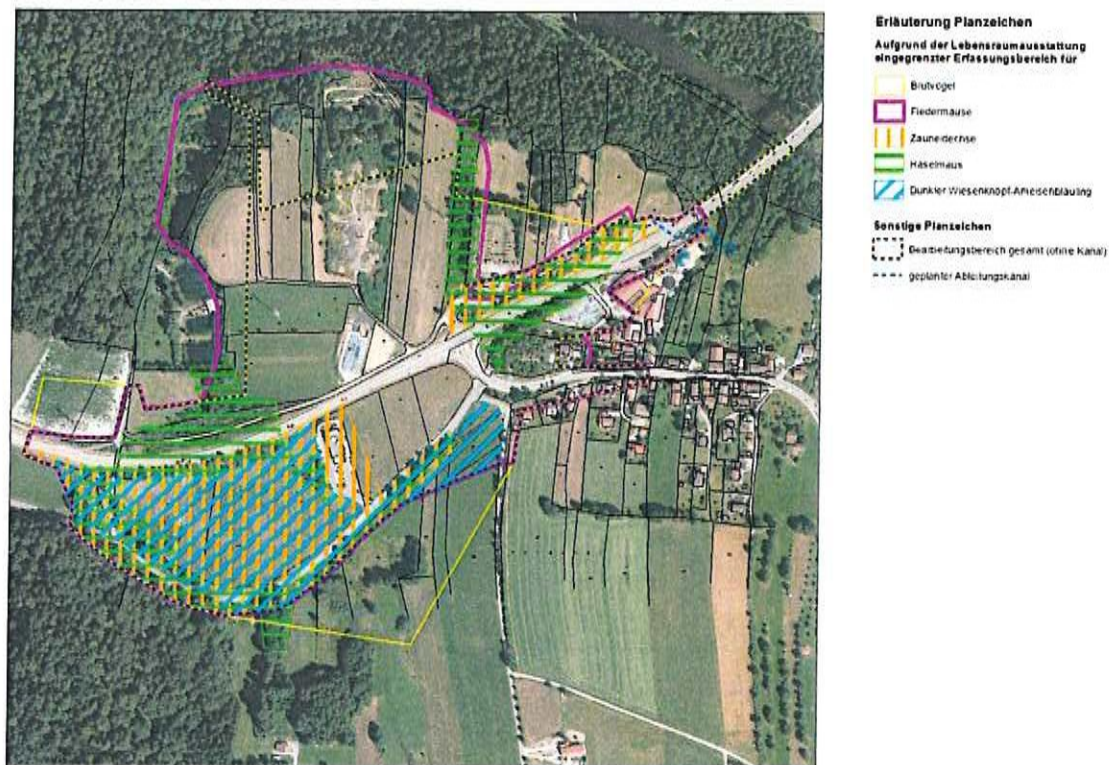 Erläuterung Planzeichen
Aufgrund der Lebensraumausstattung
eingegrenzter Erfassungsbereich für
Brutvögel
Fledermäuse
Zauneidechse
Haselmaus
Dunkler Wiesenknopf-Ameisenbläuling
Sonstige Planzeichen
Bearbeitungsbereich gesamt (ohne Kanal)
geplanter Ableitungskanal